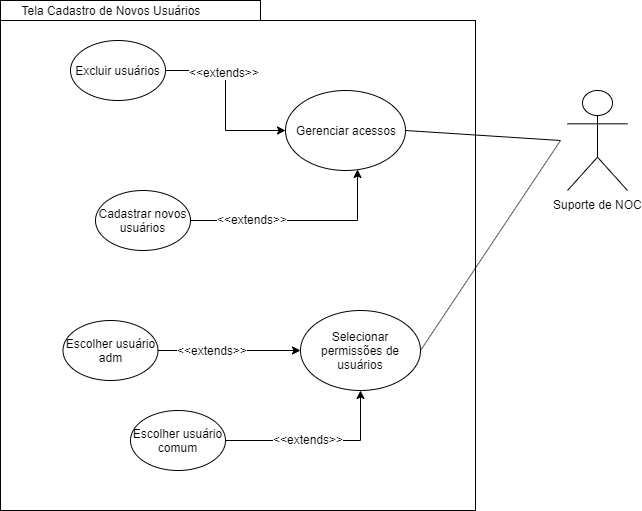 Tela Cadastro de Novos Usuários
Excluir usuários
<<extends>>
Gerenciar acessos
Suporte de NOC
Cadastrar novos
usuários
<<extends>>
Escolher usuário
adm
<<extends>>
Selecionar
permissões de
usuários
Escolher usuário
comum
<<extends>>